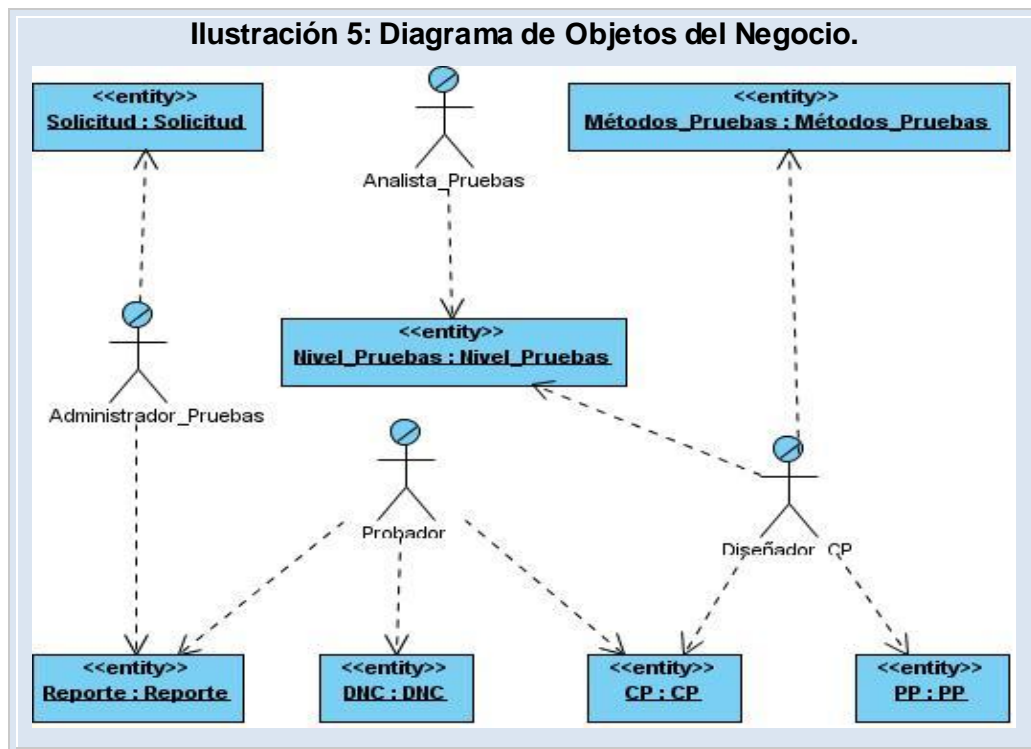 Ilustración 5: Diagrama de Objetos del Negocio.
<<entity>>
Solicitud : Solicitud
Analista_Pruebas
<<entity>>
Métodos_Pruebas : Métodos_Pruebas
Administrador_Pruebas
<<entity>>
Nivel_Pruebas : Nivel_Pruebas
Probador
Diseñador_CP
<<entity>>
Reporte : Reporte
<<entity>>
DNC : DNC
<<entity>>
CP : CP
<<entity>>
PP : PP